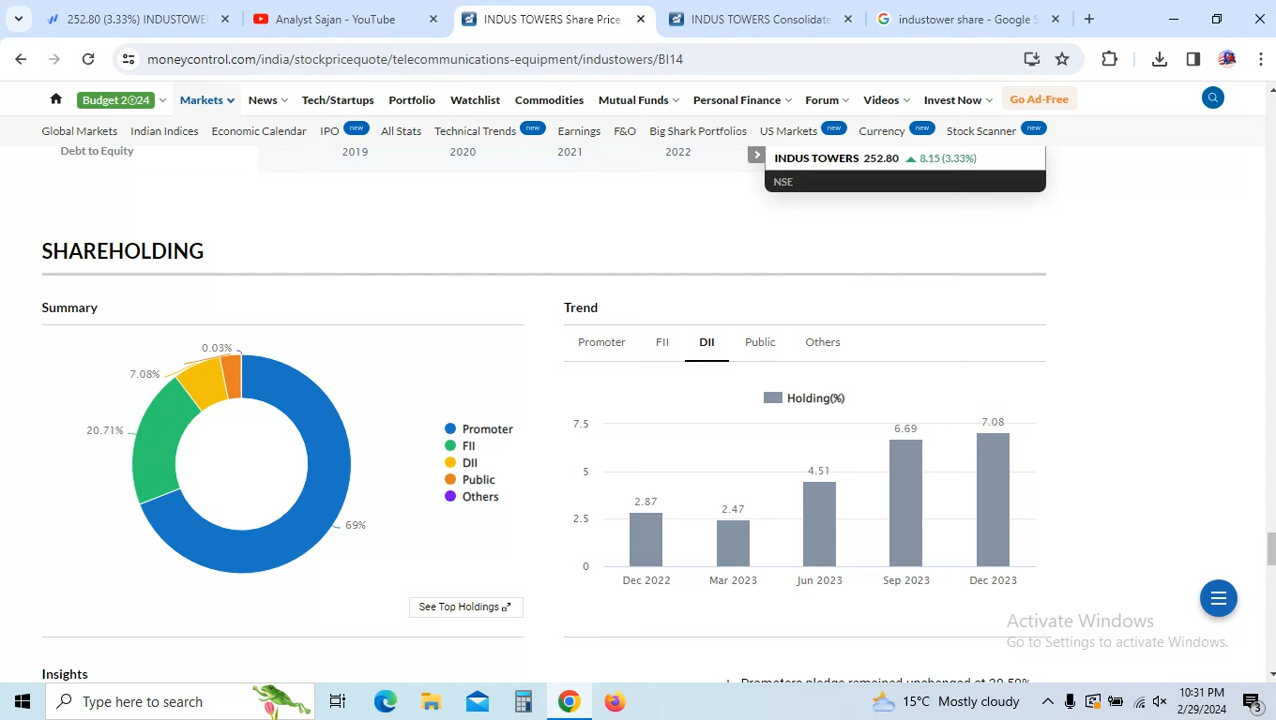 252.80 (3.33%) INDUSTOWE
Analyst Sajan - YouTube
INDUS TOWERS Share Price,
INDUS TOWERS Consolidate
industower share - Google S
moneycontrol.com/india/stockpricequote/telecommunications-equipment/industowers/BI14
Budget 2024 Markets News Tech/Startups Portfolio Watchlist Commodities Mutual Funds Personal Finance Forum Videos Invest Now Go Ad-Free
Global Markets Indian Indices Economic Calendar IPO new All Stats Technical Trends new Earnings F&O Big Shark Portfolios US Markets new Currency new Stock Scanner new
Debt to Equity 2019 2020 2021 2022
INDUS TOWERS 252.80 ▲ 8.15 (3.33%)
NSE
SHAREHOLDING
Summary
0.03%
7.08%
20.71%
69%
Promoter
FII
DII
Public
Others
See Top Holdings
Trend
Promoter FII DII Public Others
Holding(%)
7.5
5
2.5
0
2.87
2.47
4.51
6.69
7.08
Dec 2022 Mar 2023 Jun 2023 Sep 2023 Dec 2023
Activate Windows
Go to Settings to activate Windows.
Insights
Promoters pledge remained unchanged at
Type here to search
15°C Mostly cloudy
10:31 PM
2/29/2024
3